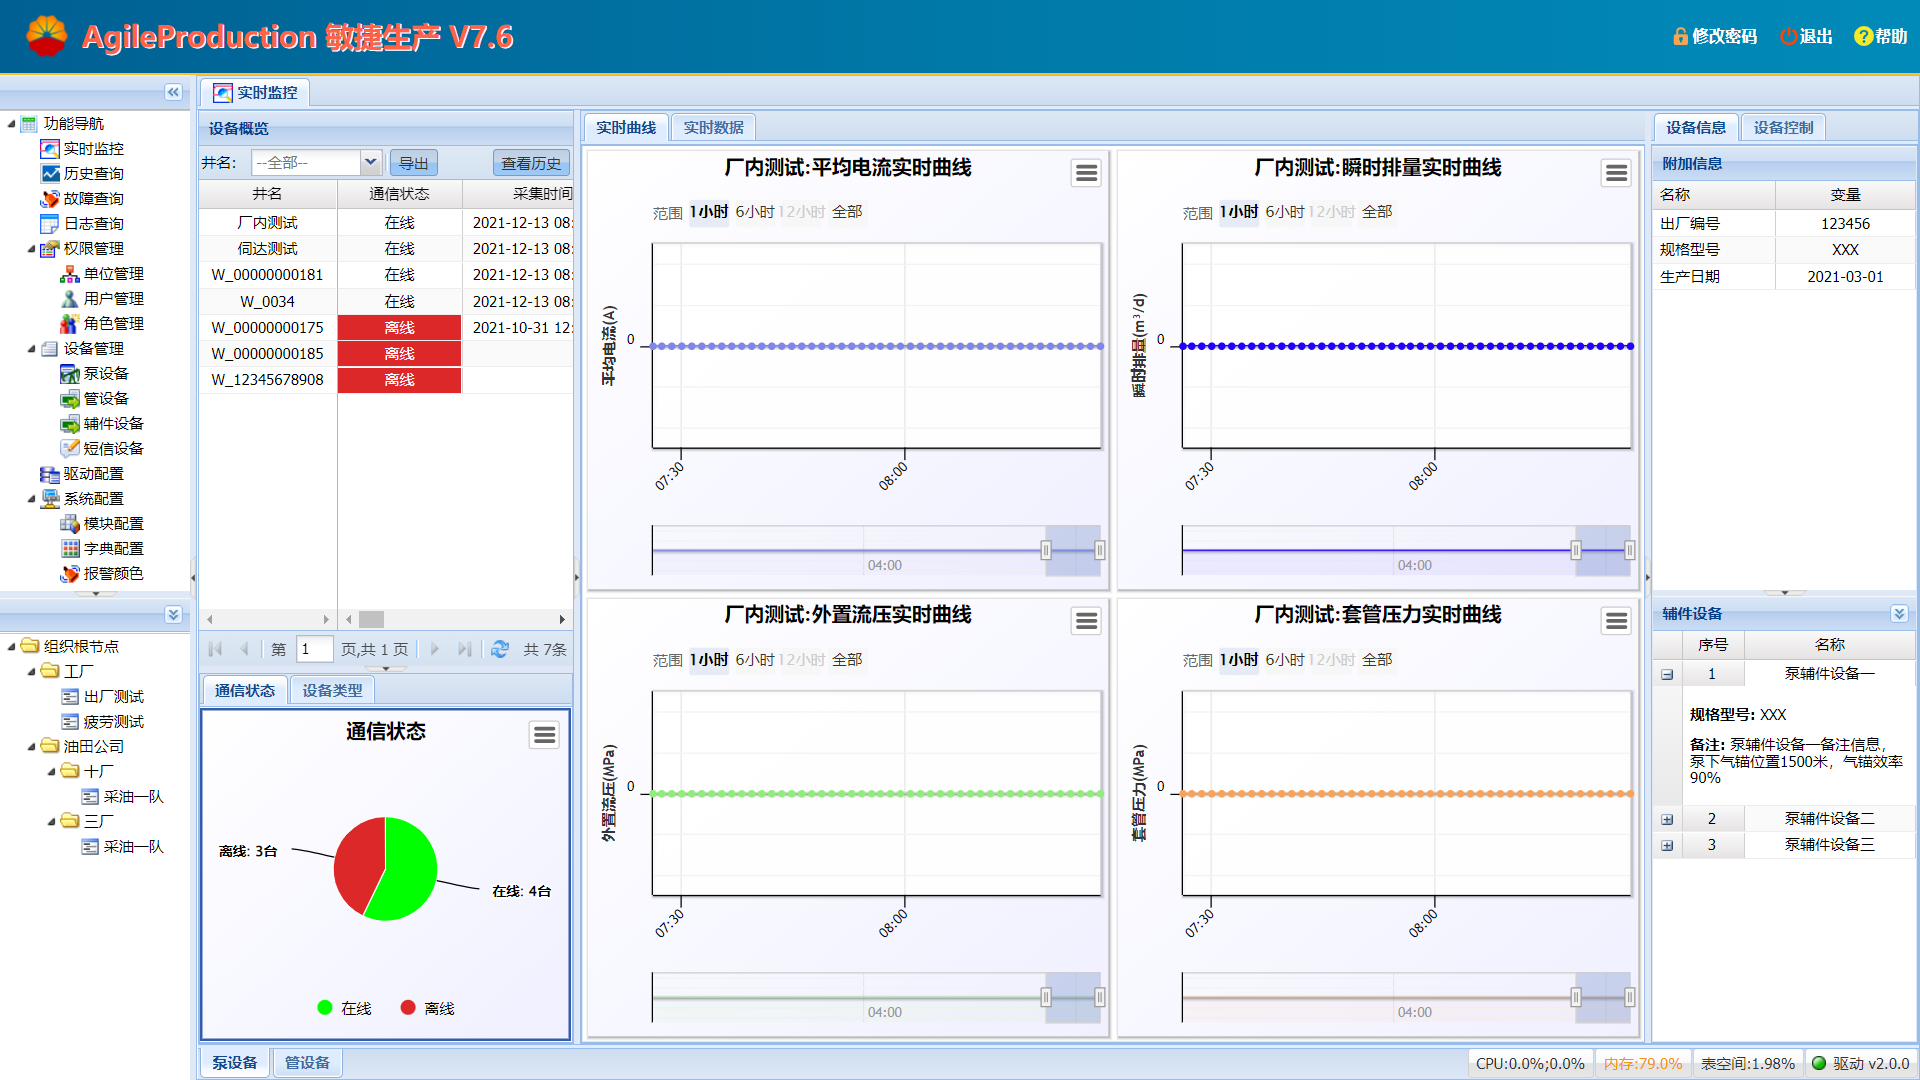 AgileProduction 敏捷生产 V7.6
修改密码 退出 帮助
功能导航
实时监控
历史查询
故障查询
日志查询
权限管理
单位管理
用户管理
角色管理
设备管理
泵设备
管设备
辅件设备
短信设备
驱动配置
系统配置
模块配置
字典配置
报警颜色
组织根节点
工厂
出厂测试
疲劳测试
油田公司
十厂
采油一队
三厂
采油一队
实时监控
设备概览
井名: --全部-- 导出 查看历史
井名 通信状态 采集时间
厂内测试 在线 2021-12-13 08:
伺达测试 在线 2021-12-13 08:
W_00000000181 在线 2021-12-13 08:
W_0034 在线 2021-12-13 08:
W_00000000175 离线 2021-10-31 12:
W_00000000185 离线
W_12345678908 离线
第 1 页,共 1 页 共 7条
通信状态 设备类型
通信状态
离线: 3台
在线: 4台
在线 离线
泵设备 管设备
实时曲线 实时数据
厂内测试:平均电流实时曲线
范围 1小时 6小时 12小时 全部
平均电流(A)
0
07:30 08:00
04:00
厂内测试:瞬时排量实时曲线
范围 1小时 6小时 12小时 全部
瞬时排量(m³/d)
0
07:30 08:00
04:00
厂内测试:外置流压实时曲线
范围 1小时 6小时 12小时 全部
外置流压(MPa)
0
07:30 08:00
04:00
厂内测试:套管压力实时曲线
范围 1小时 6小时 12小时 全部
套管压力(MPa)
0
07:30 08:00
04:00
设备信息 设备控制
附加信息
名称 变量
出厂编号 123456
规格型号 XXX
生产日期 2021-03-01
辅件设备
序号 名称
1 泵辅件设备一
规格型号: XXX
备注: 泵辅件设备一备注信息，
泵下气锚位置1500米，气锚效率
90%
2 泵辅件设备二
3 泵辅件设备三
CPU:0.0%;0.0% 内存:79.0% 表空间:1.98% 驱动 v2.0.0